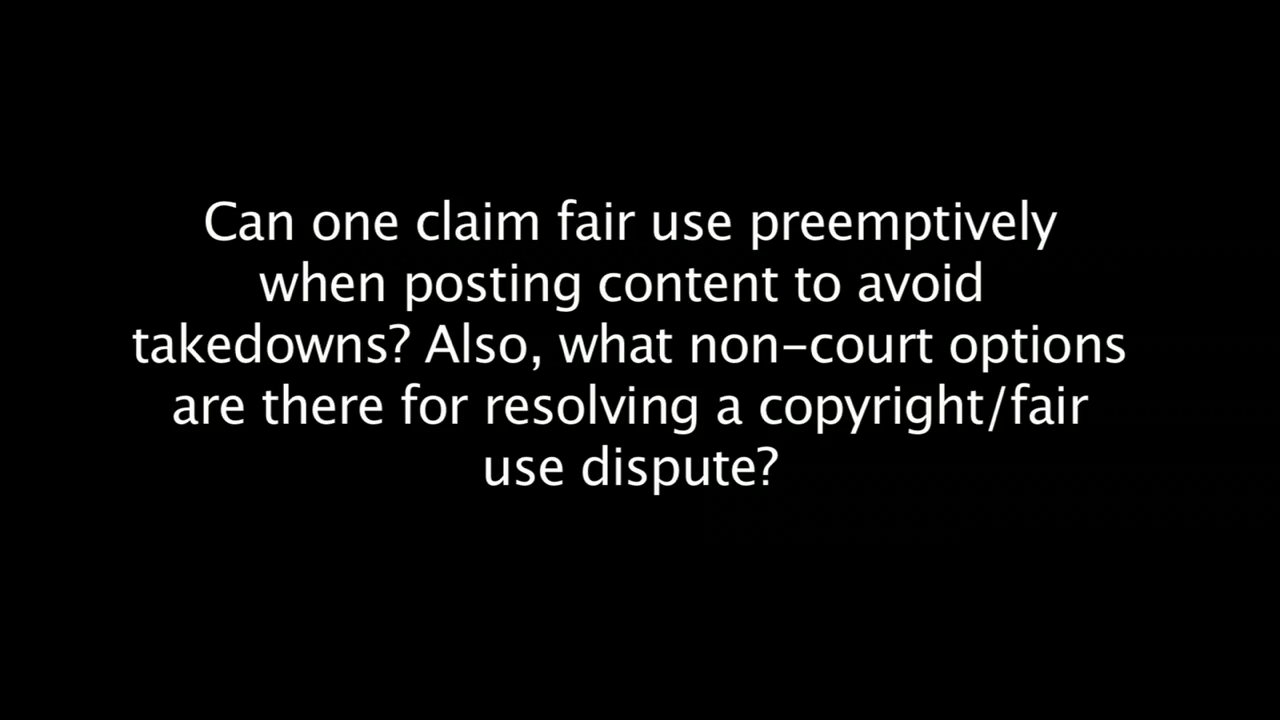 Can one claim fair use preemptively
when posting content to avoid
takedowns? Also, what non-court options
are there for resolving a copyright/fair
use dispute?